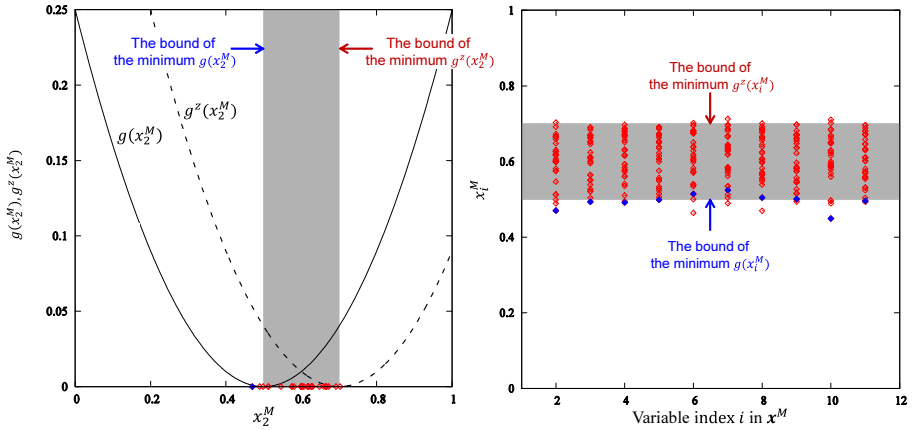 0.25
0.2
0.15
0.1
0.05
0
g(x₂ᴹ), gᶻ(x₂ᴹ)
The bound of
the minimum g(x₂ᴹ)
The bound of
the minimum gᶻ(x₂ᴹ)
gᶻ(x₂ᴹ)
g(x₂ᴹ)
0 0.2 0.4 0.6 0.8 1
x₂ᴹ
1
0.8
0.6
0.4
0.2
0
xᵢᴹ
The bound of
the minimum gᶻ(xᵢᴹ)
The bound of
the minimum g(xᵢᴹ)
2 4 6 8 10 12
Variable index i in xᴹ